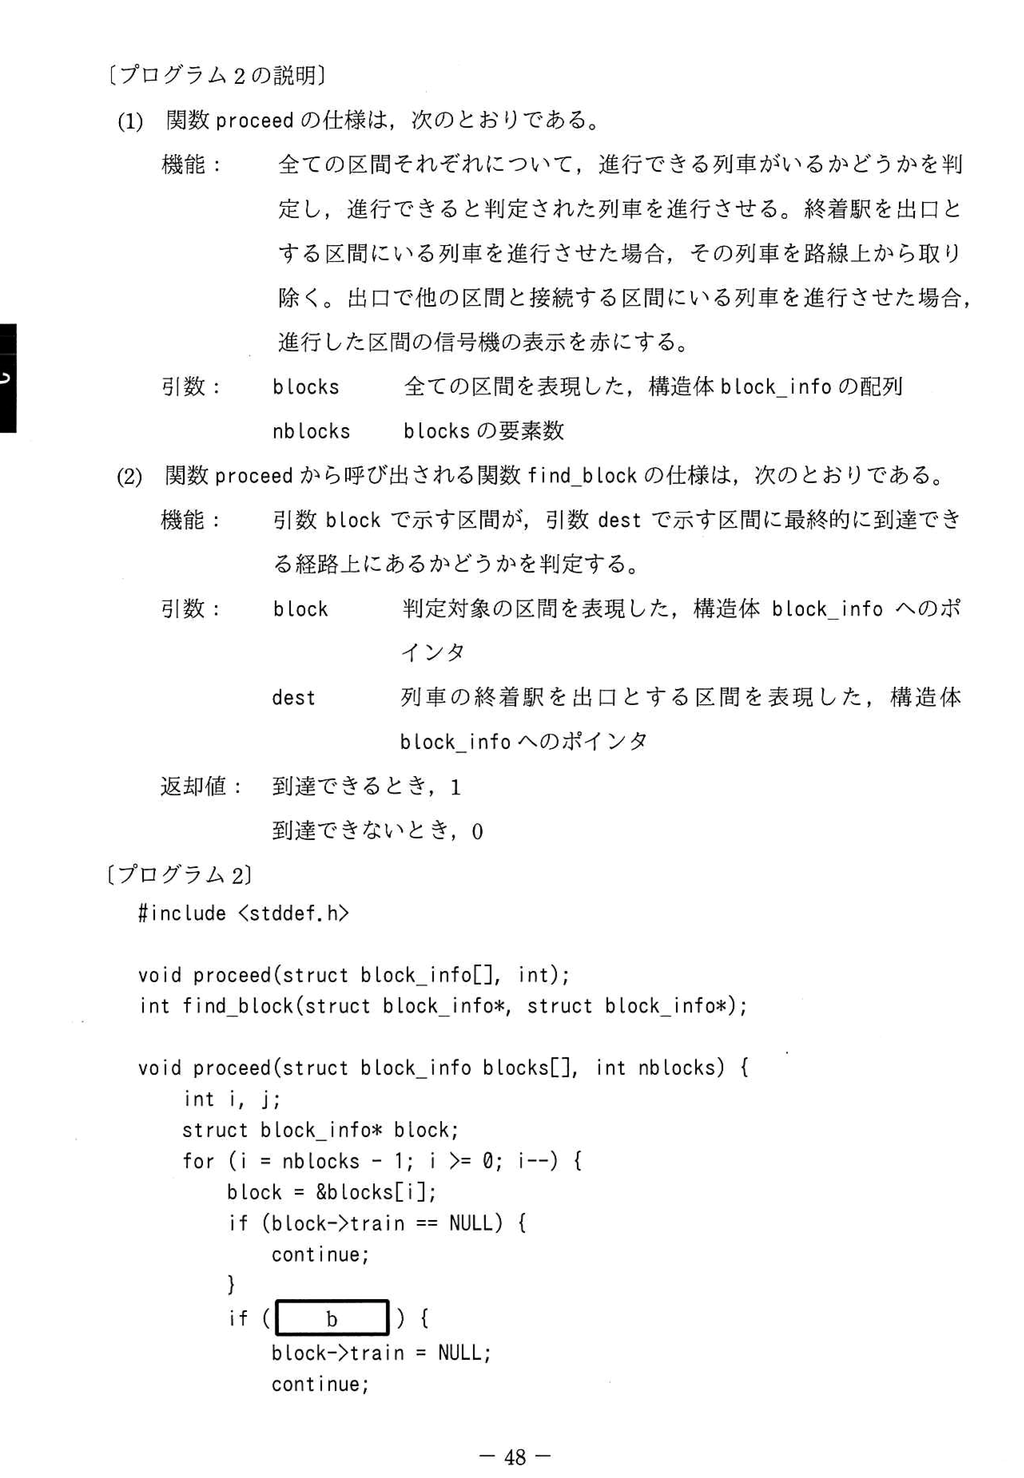 〔プログラム 2 の説明〕
(1) 関数 proceed の仕様は，次のとおりである。
機能： 全ての区間それぞれについて，進行できる列車がいるかどうかを判
定し，進行できると判定された列車を進行させる。終着駅を出口と
する区間にいる列車を進行させた場合，その列車を路線上から取り
除く。出口で他の区間と接続する区間にいる列車を進行させた場合，
進行した区間の信号機の表示を赤にする。
引数： blocks 全ての区間を表現した，構造体 block_info の配列
nblocks blocks の要素数
(2) 関数 proceed から呼び出される関数 find_block の仕様は，次のとおりである。
機能： 引数 block で示す区間が，引数 dest で示す区間に最終的に到達でき
る経路上にあるかどうかを判定する。
引数： block 判定対象の区間を表現した，構造体 block_info へのポ
インタ
dest 列車の終着駅を出口とする区間を表現した，構造体
block_info へのポインタ
返却値： 到達できるとき，1
到達できないとき，0
〔プログラム 2〕
#include <stddef.h>
void proceed(struct block_info[], int);
int find_block(struct block_info*, struct block_info*);
void proceed(struct block_info blocks[], int nblocks) {
int i, j;
struct block_info* block;
for (i = nblocks - 1; i >= 0; i--) {
block = &blocks[i];
if (block->train == NULL) {
continue;
}
if ( b ) {
block->train = NULL;
continue;
— 48 —